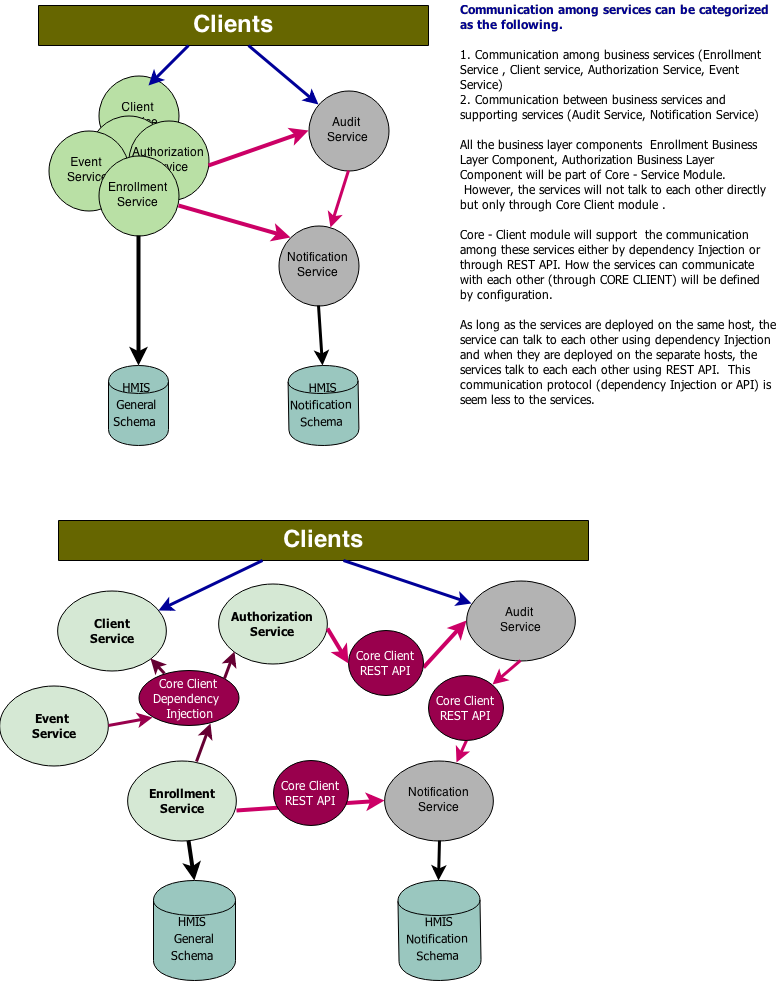 Clients
Client
Service
Authorization
Service
Event
Service
Enrollment
Service
Audit
Service
Notification
Service
HMIS
General
Schema
HMIS
Notification
Schema
Communication among services can be categorized
as the following.
1. Communication among business services (Enrollment
Service , Client service, Authorization Service, Event
Service)
2. Communication between business services and
supporting services (Audit Service, Notification Service)
All the business layer components  Enrollment Business
Layer Component, Authorization Business Layer
Component will be part of Core - Service Module.
However, the services will not talk to each other directly
but only through Core Client module .
Core - Client module will support  the communication
among these services either by dependency Injection or
through REST API. How the services can communicate
with each other (through CORE CLIENT) will be defined
by configuration.
As long as the services are deployed on the same host, the
service can talk to each other using dependency Injection
and when they are deployed on the separate hosts, the
services talk to each each other using REST API.  This
communication protocol (dependency Injection or API) is
seem less to the services.
Clients
Client
Service
Authorization
Service
Audit
Service
Core Client
REST API
Core Client
Dependency
Injection
Core Client
REST API
Event
Service
Enrollment
Service
Core Client
REST API
Notification
Service
HMIS
General
Schema
HMIS
Notification
Schema